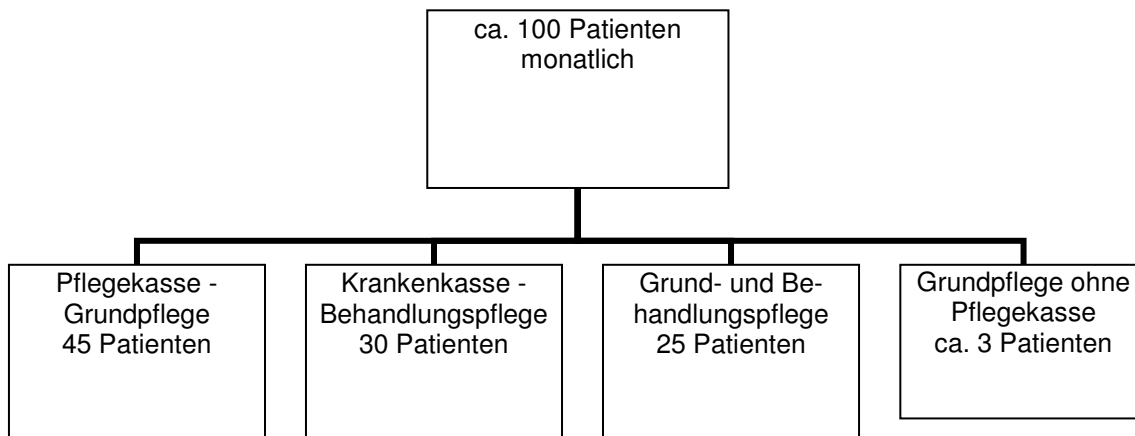 ca. 100 Patienten
monatlich
Pflegekasse -
Grundpflege
45 Patienten
Krankenkasse -
Behandlungspflege
30 Patienten
Grund- und Be-
handlungspflege
25 Patienten
Grundpflege ohne
Pflegekasse
ca. 3 Patienten